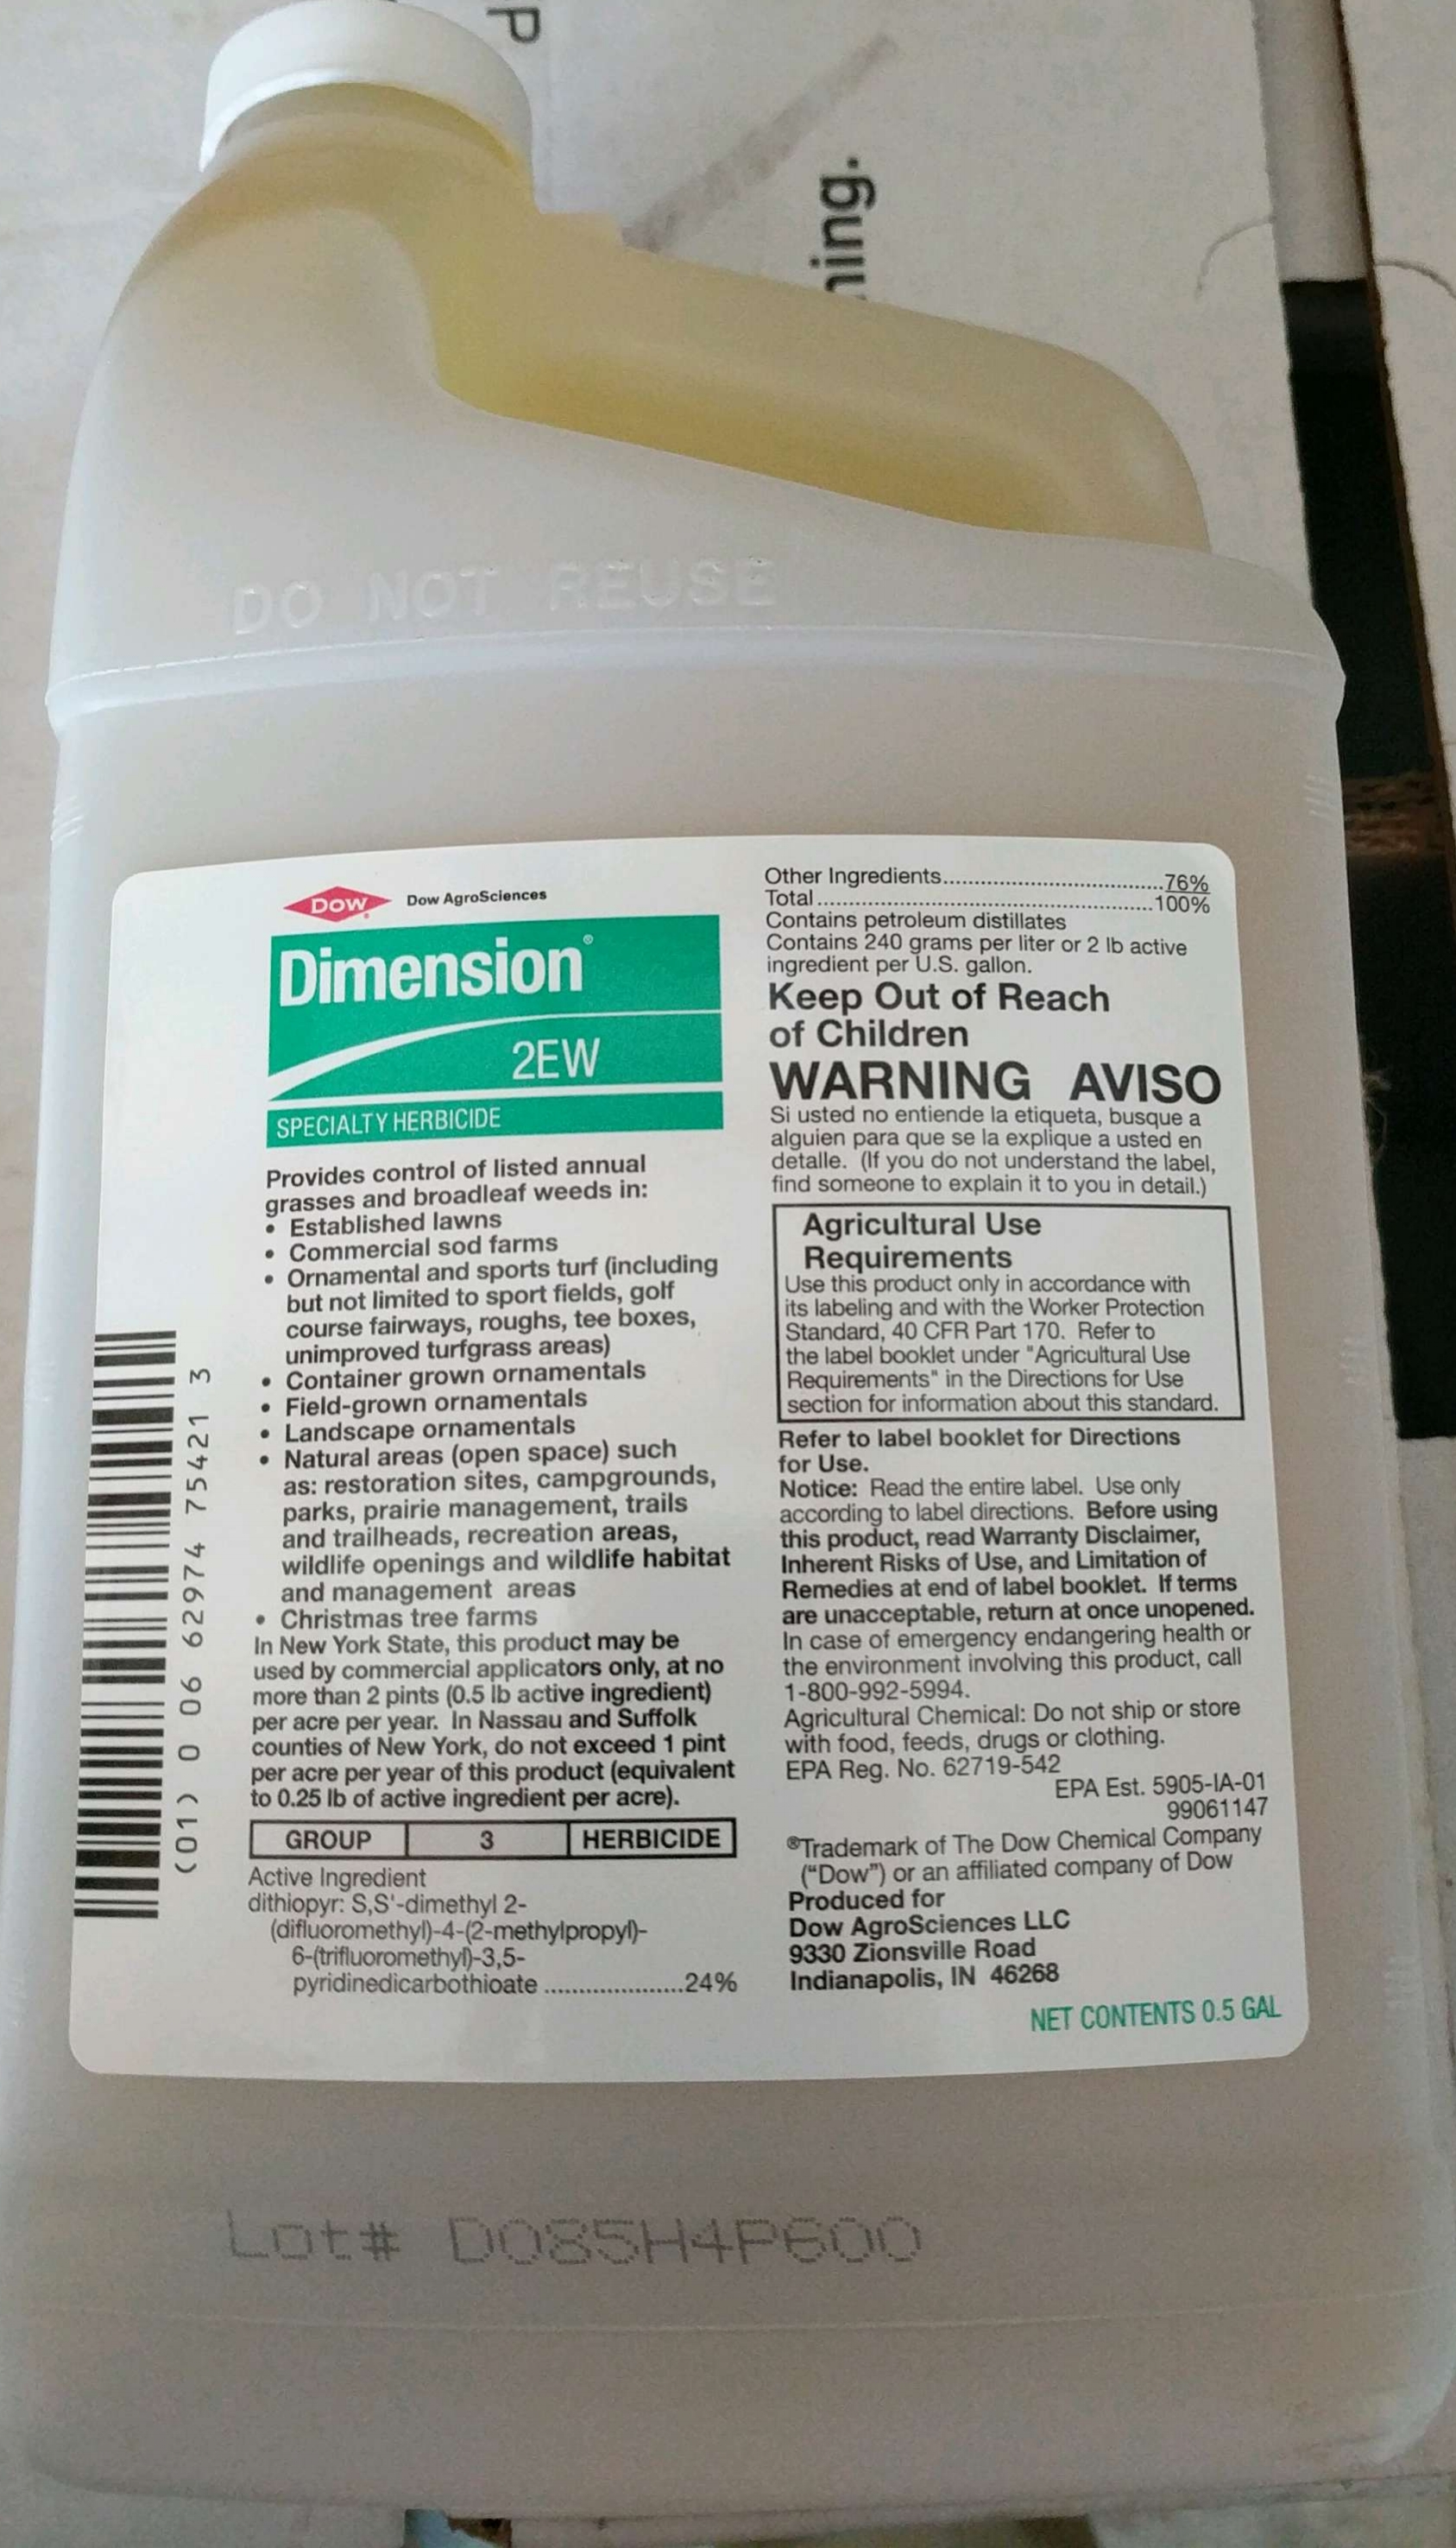 d
ning.
DO NOT REUSE
DOW Dow AgroSciences
Dimension®
2EW
SPECIALTY HERBICIDE
Provides control of listed annual
grasses and broadleaf weeds in:
• Established lawns
• Commercial sod farms
• Ornamental and sports turf (including
but not limited to sport fields, golf
course fairways, roughs, tee boxes,
unimproved turfgrass areas)
• Container grown ornamentals
• Field-grown ornamentals
• Landscape ornamentals
• Natural areas (open space) such
as: restoration sites, campgrounds,
parks, prairie management, trails
and trailheads, recreation areas,
wildlife openings and wildlife habitat
and management areas
• Christmas tree farms
In New York State, this product may be
used by commercial applicators only, at no
more than 2 pints (0.5 lb active ingredient)
per acre per year. In Nassau and Suffolk
counties of New York, do not exceed 1 pint
per acre per year of this product (equivalent
to 0.25 lb of active ingredient per acre).
GROUP 3 HERBICIDE
Active Ingredient
dithiopyr: S,S'-dimethyl 2-
(difluoromethyl)-4-(2-methylpropyl)-
6-(trifluoromethyl)-3,5-
pyridinedicarbothioate ......................24%
(01) 0 06 62974 75421 3
Other Ingredients...................................76%
Total ......................................................100%
Contains petroleum distillates
Contains 240 grams per liter or 2 lb active
ingredient per U.S. gallon.
Keep Out of Reach
of Children
WARNING AVISO
Si usted no entiende la etiqueta, busque a
alguien para que se la explique a usted en
detalle. (If you do not understand the label,
find someone to explain it to you in detail.)
Agricultural Use
Requirements
Use this product only in accordance with
its labeling and with the Worker Protection
Standard, 40 CFR Part 170. Refer to
the label booklet under "Agricultural Use
Requirements" in the Directions for Use
section for information about this standard.
Refer to label booklet for Directions
for Use.
Notice: Read the entire label. Use only
according to label directions. Before using
this product, read Warranty Disclaimer,
Inherent Risks of Use, and Limitation of
Remedies at end of label booklet. If terms
are unacceptable, return at once unopened.
In case of emergency endangering health or
the environment involving this product, call
1-800-992-5994.
Agricultural Chemical: Do not ship or store
with food, feeds, drugs or clothing.
EPA Reg. No. 62719-542
EPA Est. 5905-IA-01
99061147
®Trademark of The Dow Chemical Company
("Dow") or an affiliated company of Dow
Produced for
Dow AgroSciences LLC
9330 Zionsville Road
Indianapolis, IN 46268
NET CONTENTS 0.5 GAL
Lot# D085H4P600